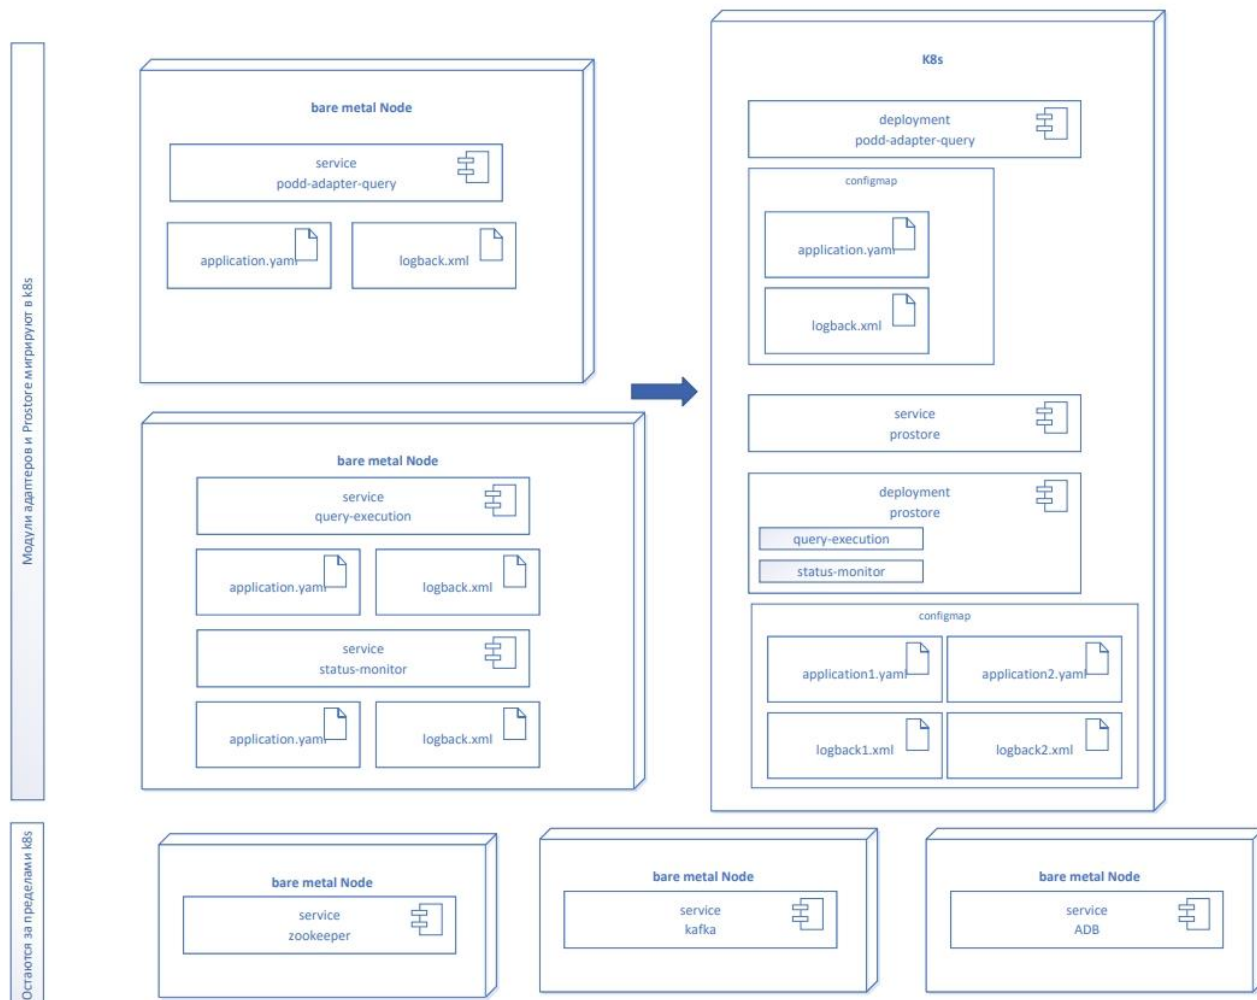 Модули адаптеров и Prostore мигрируют в k8s
bare metal Node
service
podd-adapter-query
application.yaml
logback.xml
bare metal Node
service
query-execution
application.yaml
logback.xml
service
status-monitor
application.yaml
logback.xml
K8s
deployment
podd-adapter-query
configmap
application.yaml
logback.xml
service
prostore
deployment
prostore
query-execution
status-monitor
configmap
application1.yaml
application2.yaml
logback1.xml
logback2.xml
Остаются за пределами k8s
bare metal Node
service
zookeeper
bare metal Node
service
kafka
bare metal Node
service
ADB